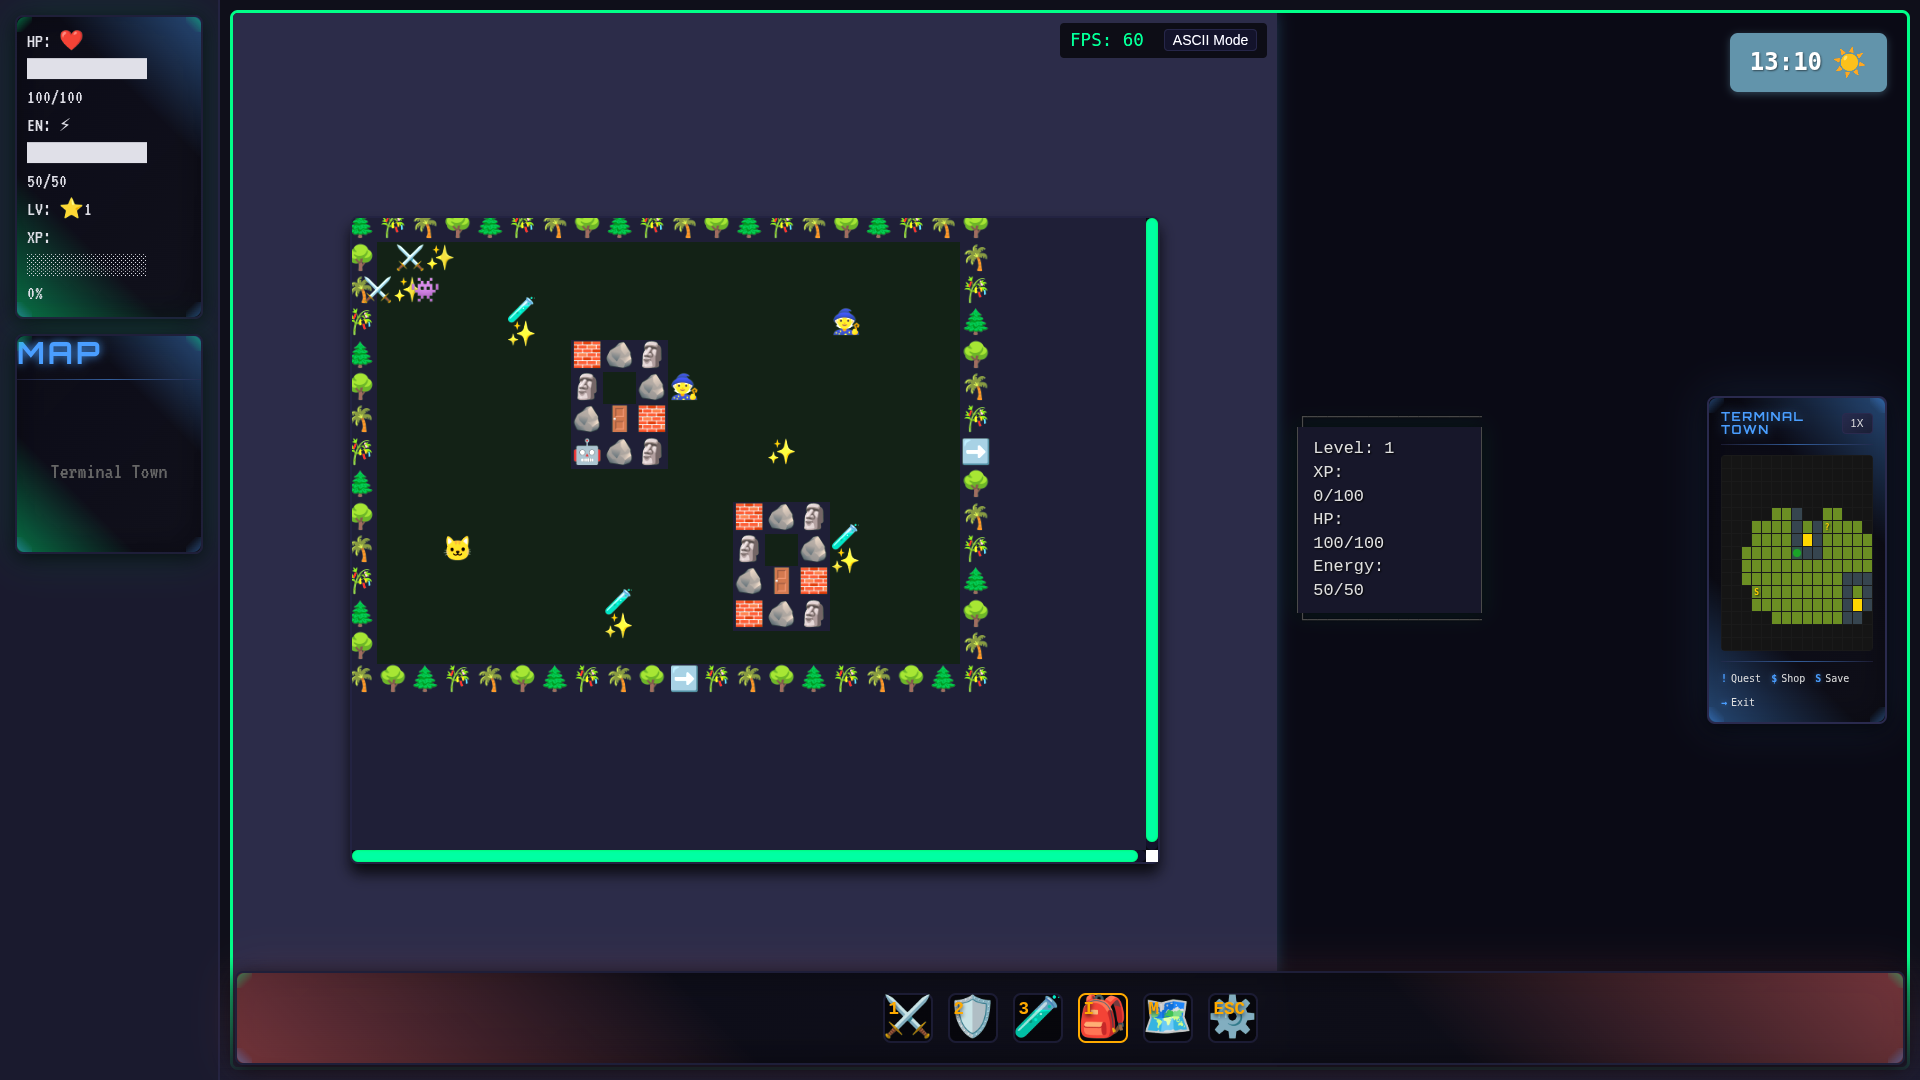 HP:
100/100
EN:
50/50
LV: 1
XP:
0%
MAP
Terminal Town
FPS: 60
ASCII Mode
13:10
Level: 1
XP:
0/100
HP:
100/100
Energy:
50/50
TERMINAL
TOWN
1X
?
S
! Quest $ Shop S Save
→ Exit
1 2 3 I M ESC